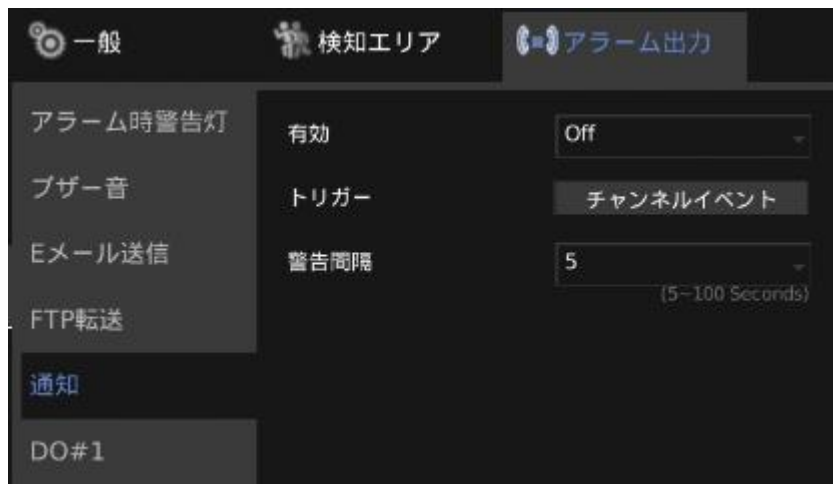 一般
検知エリア
アラーム出力
アラーム時警告灯
ブザー音
Eメール送信
FTP転送
通知
DO#1
有効
Off
トリガー
チャンネルイベント
警告間隔
5
(5~100 Seconds)